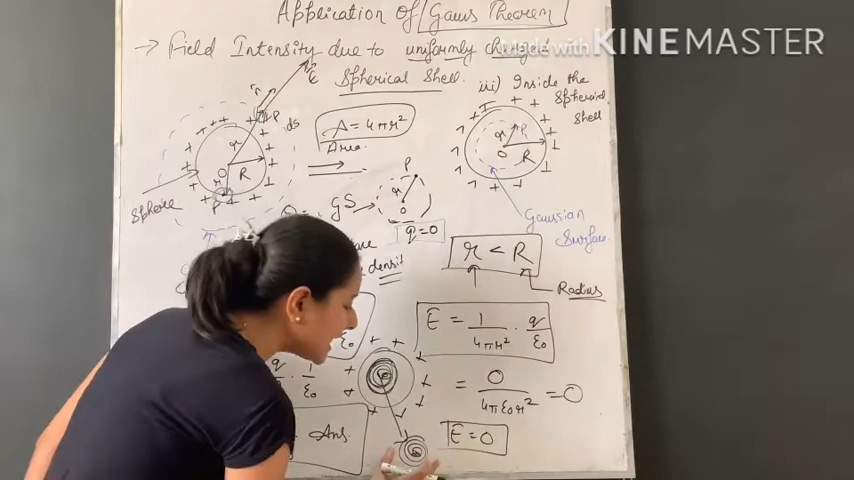 Application Of Gauss Theorem
Made with KINEMASTER
→ Field Intensity due to uniformly charged
Spherical Shell.
iii) Inside the
Spherical
Shell
A = 4πr²
Area
Sphere
GS
q=0
Gaussian
Surface
r < R
Radius
densit
E = 1/4πr² · q/ε₀
= 0/4πε₀r² = 0
E = 0
Ans.